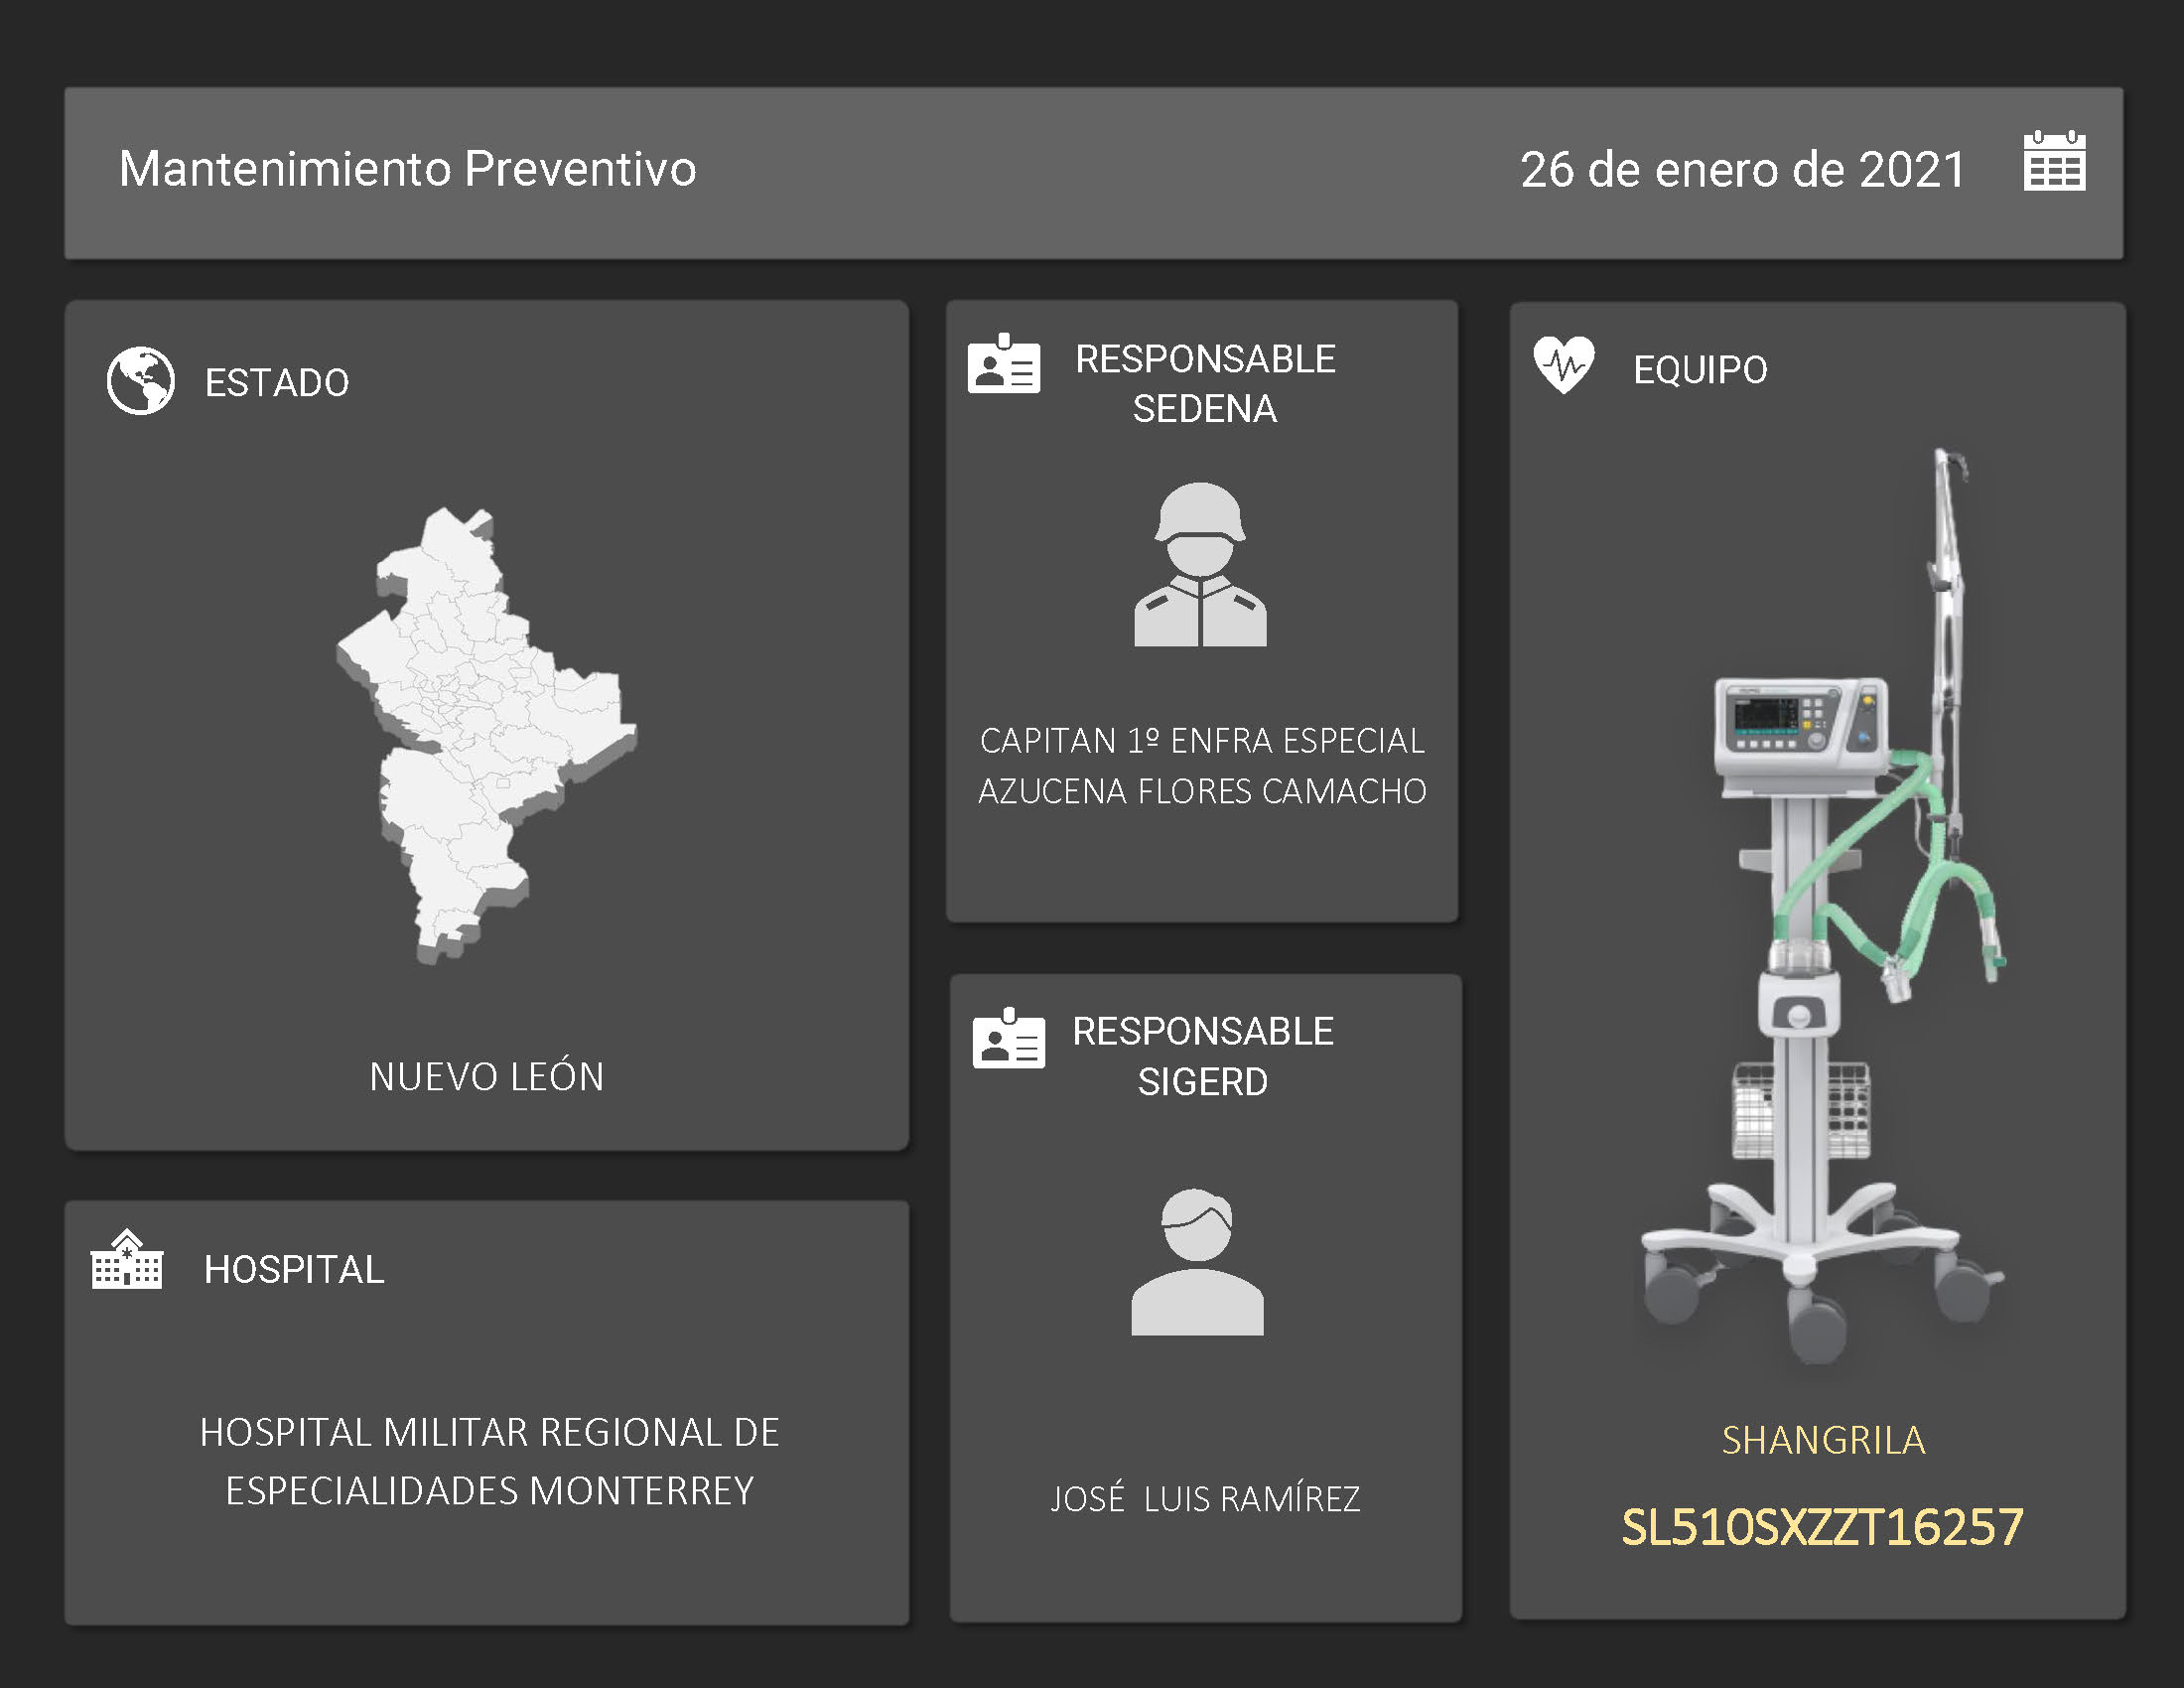 Mantenimiento Preventivo
26 de enero de 2021
ESTADO
NUEVO LEÓN
HOSPITAL
HOSPITAL MILITAR REGIONAL DE
ESPECIALIDADES MONTERREY
RESPONSABLE
SEDENA
CAPITAN 1º ENFRA ESPECIAL
AZUCENA FLORES CAMACHO
RESPONSABLE
SIGERD
JOSÉ  LUIS RAMÍREZ
EQUIPO
SHANGRILA
SL510SXZZT16257